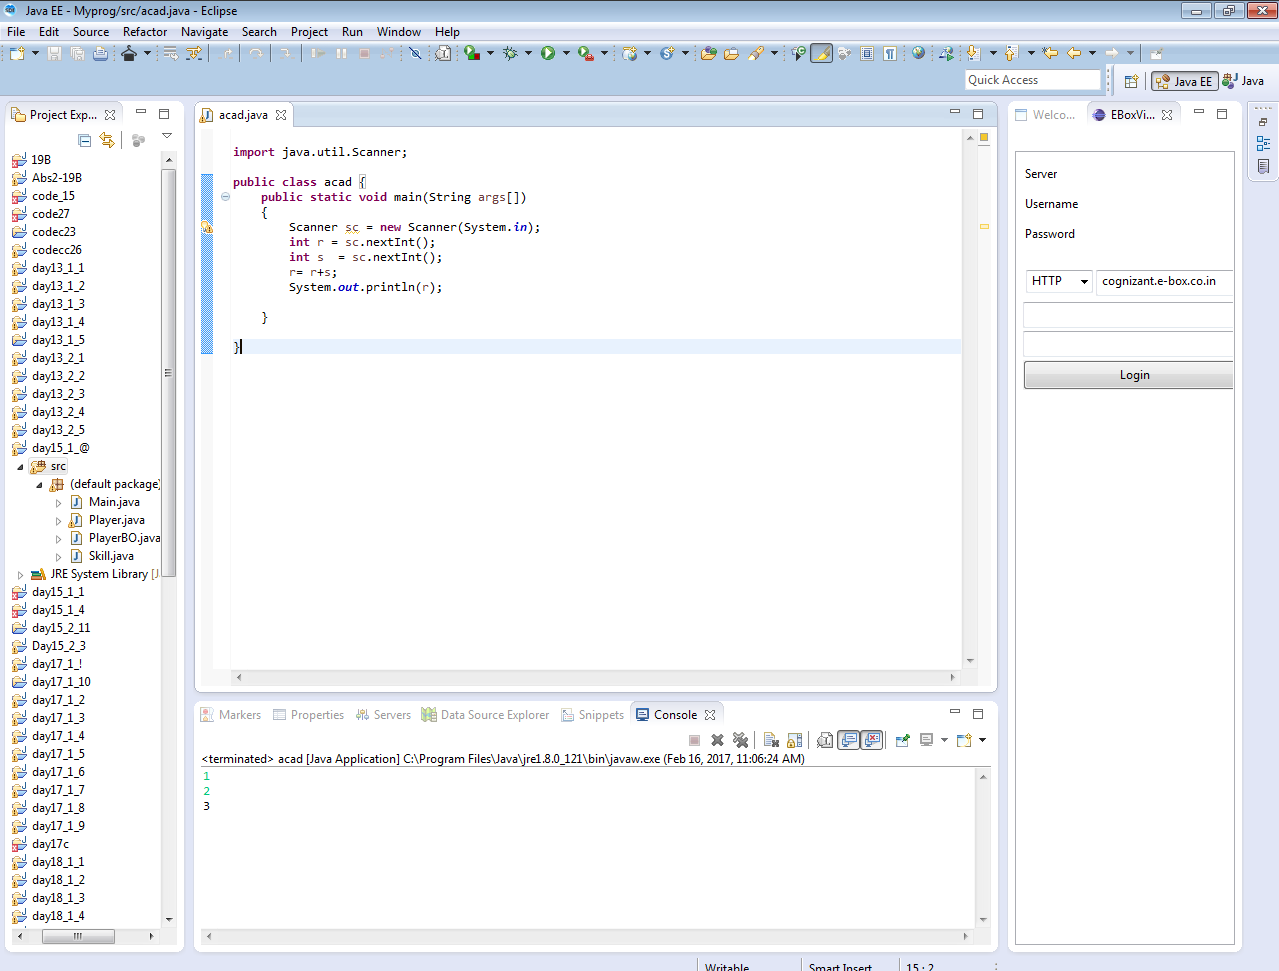 Java EE - Myprog/src/acad.java - Eclipse
File Edit Source Refactor Navigate Search Project Run Window Help
Quick Access
Java EE
Java
Project Exp...
19B
Abs2-19B
code_15
code27
codec23
codecc26
day13_1_1
day13_1_2
day13_1_3
day13_1_4
day13_1_5
day13_2_1
day13_2_2
day13_2_3
day13_2_4
day13_2_5
day15_1_@
src
(default package)
Main.java
Player.java
PlayerBO.java
Skill.java
JRE System Library [J
day15_1_1
day15_1_4
day15_2_11
Day15_2_3
day17_1_!
day17_1_10
day17_1_2
day17_1_3
day17_1_4
day17_1_5
day17_1_6
day17_1_7
day17_1_8
day17_1_9
day17c
day18_1_1
day18_1_2
day18_1_3
day18_1_4
acad.java
import java.util.Scanner;
public class acad {
public static void main(String args[])
{
Scanner sc = new Scanner(System.in);
int r = sc.nextInt();
int s  = sc.nextInt();
r= r+s;
System.out.println(r);
}
}
Markers Properties Servers Data Source Explorer Snippets Console
<terminated> acad [Java Application] C:\Program Files\Java\jre1.8.0_121\bin\javaw.exe (Feb 16, 2017, 11:06:24 AM)
1
2
3
Welco... EBoxVi...
Server
Username
Password
HTTP cognizant.e-box.co.in
Login
Writable Smart Insert 15 : 2